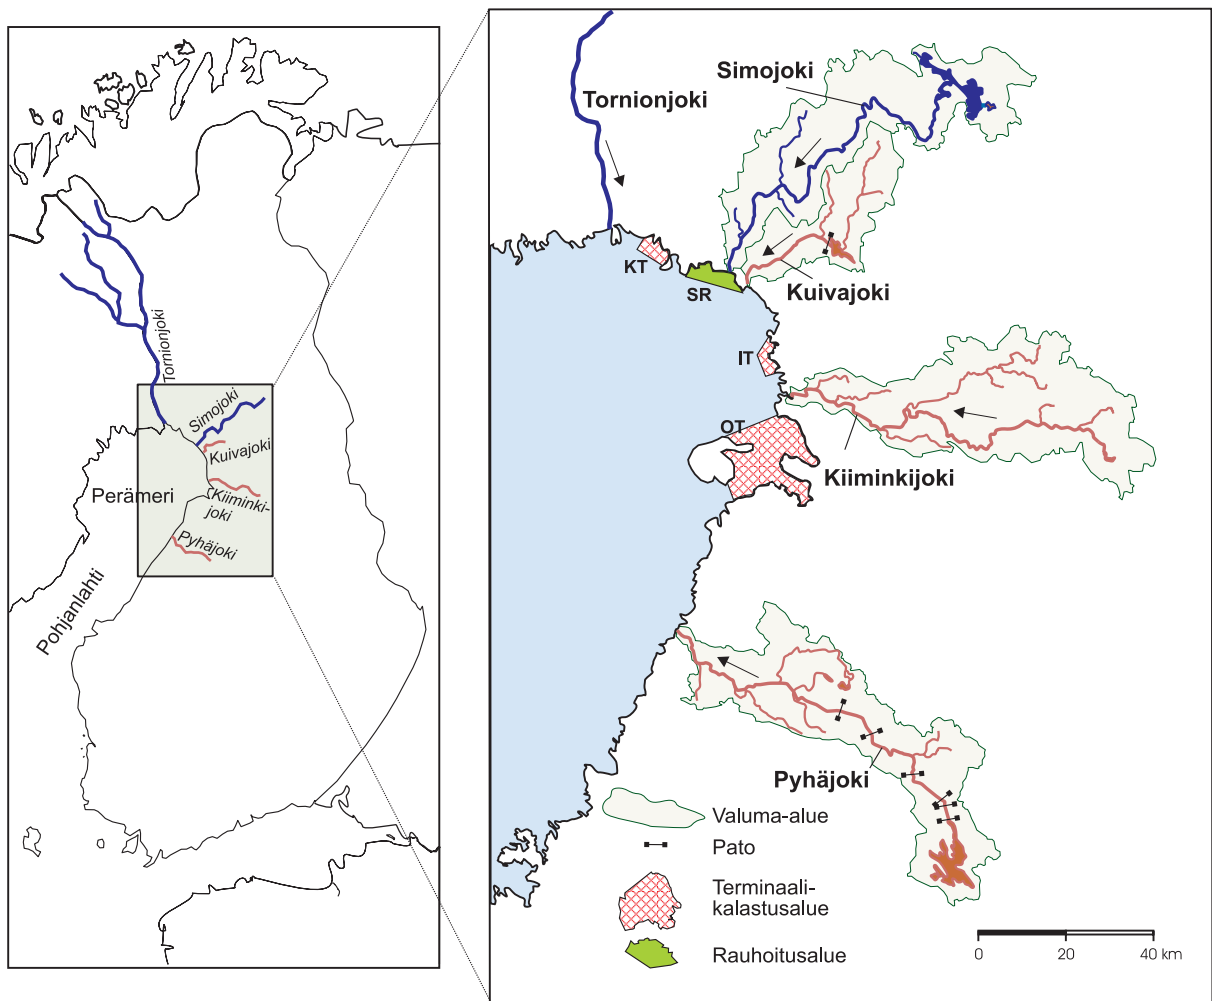 Tornionjoki
Simojoki
Kuivajoki
Perämeri
Kiiminki-
joki
Pyhäjoki
Pohjanlahti
Simojoki
Tornionjoki
KT
SR
Kuivajoki
IT
OT
Kiiminkijoki
Pyhäjoki
Valuma-alue
Pato
Terminaali-
kalastusalue
Rauhoitusalue
0 20 40 km